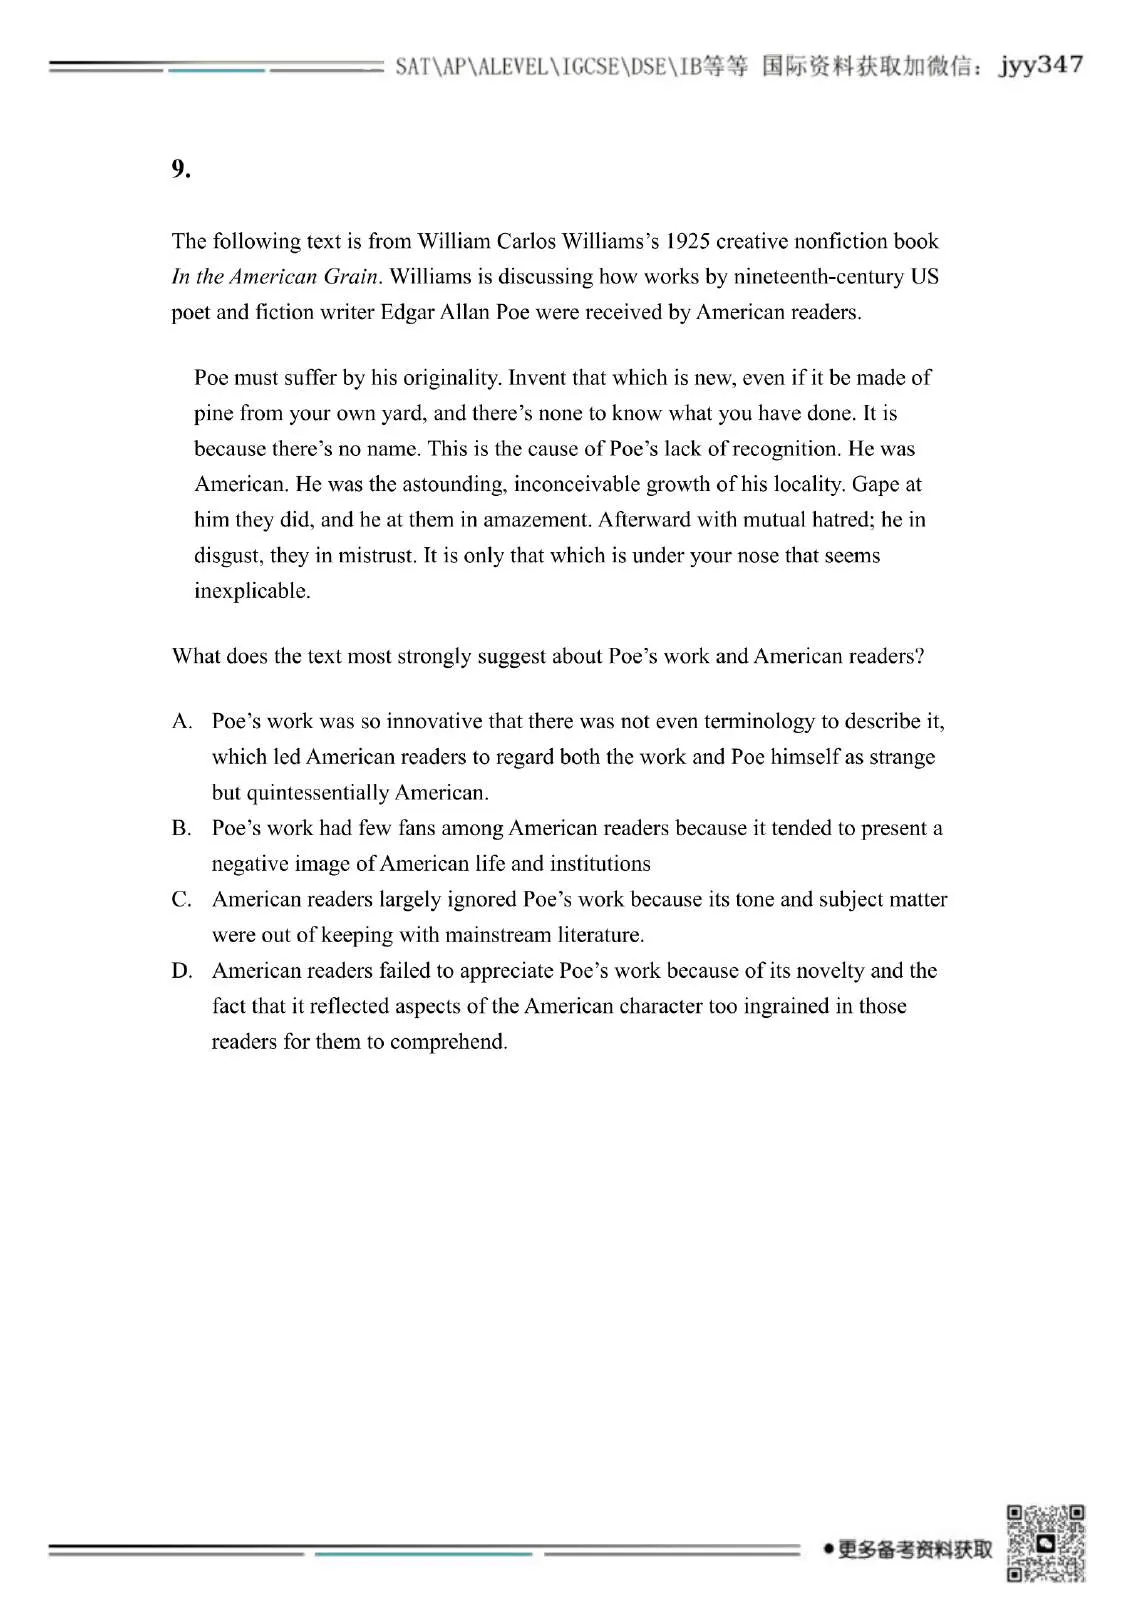 SAT\AP\ALEVEL\IGCSE\DSE\IB等等 国际资料获取加微信：jyy347
9.
The following text is from William Carlos Williams’s 1925 creative nonfiction book
In the American Grain. Williams is discussing how works by nineteenth-century US
poet and fiction writer Edgar Allan Poe were received by American readers.
Poe must suffer by his originality. Invent that which is new, even if it be made of
pine from your own yard, and there’s none to know what you have done. It is
because there’s no name. This is the cause of Poe’s lack of recognition. He was
American. He was the astounding, inconceivable growth of his locality. Gape at
him they did, and he at them in amazement. Afterward with mutual hatred; he in
disgust, they in mistrust. It is only that which is under your nose that seems
inexplicable.
What does the text most strongly suggest about Poe’s work and American readers?
A. Poe’s work was so innovative that there was not even terminology to describe it,
which led American readers to regard both the work and Poe himself as strange
but quintessentially American.
B. Poe’s work had few fans among American readers because it tended to present a
negative image of American life and institutions
C. American readers largely ignored Poe’s work because its tone and subject matter
were out of keeping with mainstream literature.
D. American readers failed to appreciate Poe’s work because of its novelty and the
fact that it reflected aspects of the American character too ingrained in those
readers for them to comprehend.
●更多备考资料获取